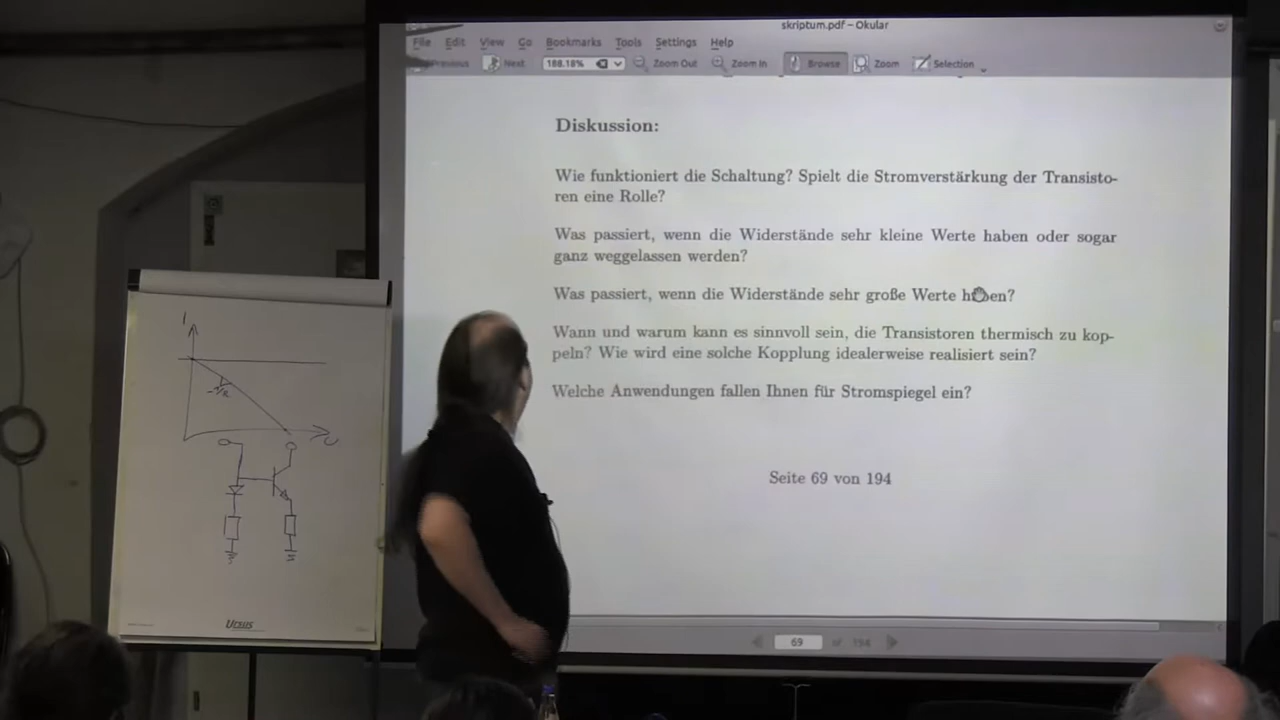 skriptum.pdf – Okular
File Edit View Go Bookmarks Tools Settings Help
Previous Next 188.18% Zoom Out Zoom In Browse Zoom Selection
Diskussion:
Wie funktioniert die Schaltung? Spielt die Stromverstärkung der Transisto-
ren eine Rolle?
Was passiert, wenn die Widerstände sehr kleine Werte haben oder sogar
ganz weggelassen werden?
Was passiert, wenn die Widerstände sehr große Werte haben?
Wann und warum kann es sinnvoll sein, die Transistoren thermisch zu kop-
peln? Wie wird eine solche Kopplung idealerweise realisiert sein?
Welche Anwendungen fallen Ihnen für Stromspiegel ein?
Seite 69 von 194
69 of 194
I
U
Ursus